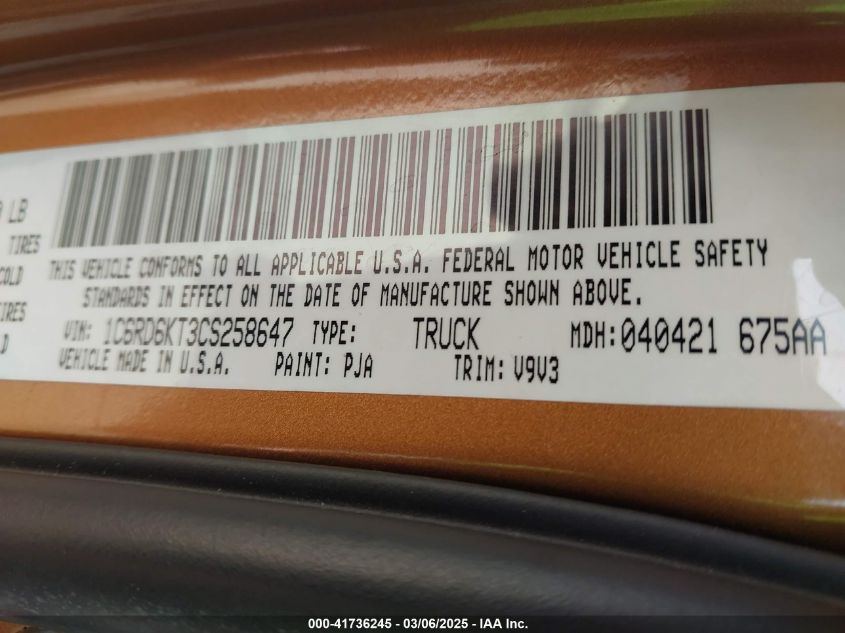 LB
TIRES
THIS VEHICLE CONFORMS TO ALL APPLICABLE U.S.A. FEDERAL MOTOR VEHICLE SAFETY
STANDARDS IN EFFECT ON THE DATE OF MANUFACTURE SHOWN ABOVE.
VIN: 1C6RD6KT3CS258647 TYPE: TRUCK MDH:040421 675AA
VEHICLE MADE IN U.S.A. PAINT: PJA TRIM: V9V3
000-41736245 - 03/06/2025 - IAA Inc.